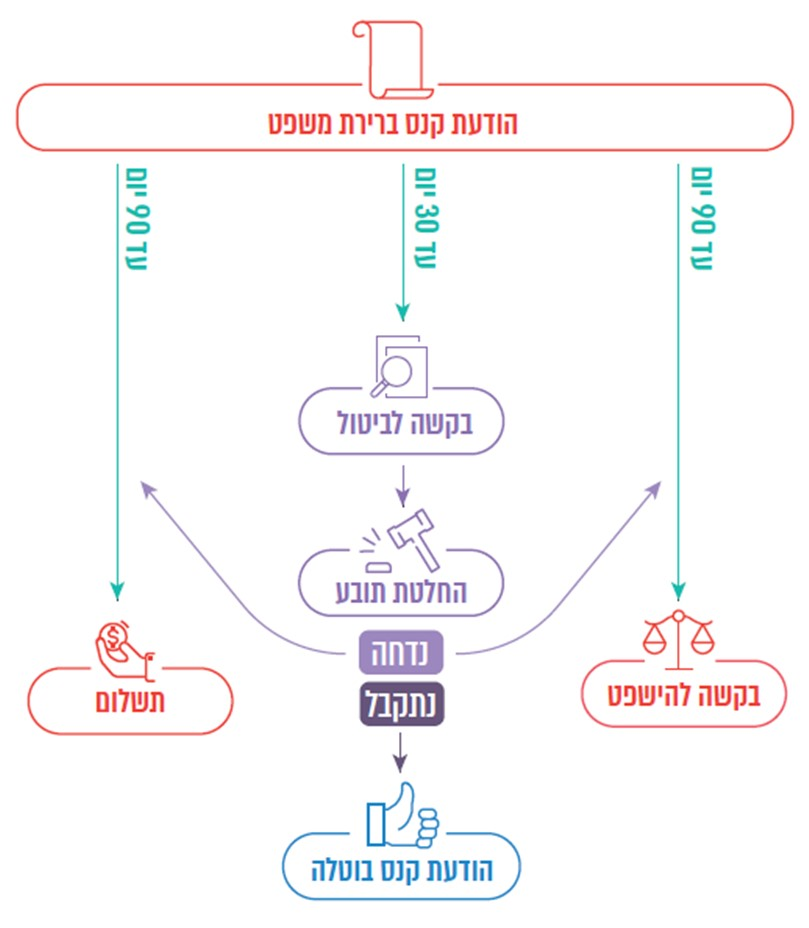 הודעת קנס ברירת משפט
עד 90 יום
עד 30 יום
עד 90 יום
בקשה לביטול
החלטת תובע
נדחה
נתקבל
בקשה להישפט
תשלום
הודעת קנס בוטלה